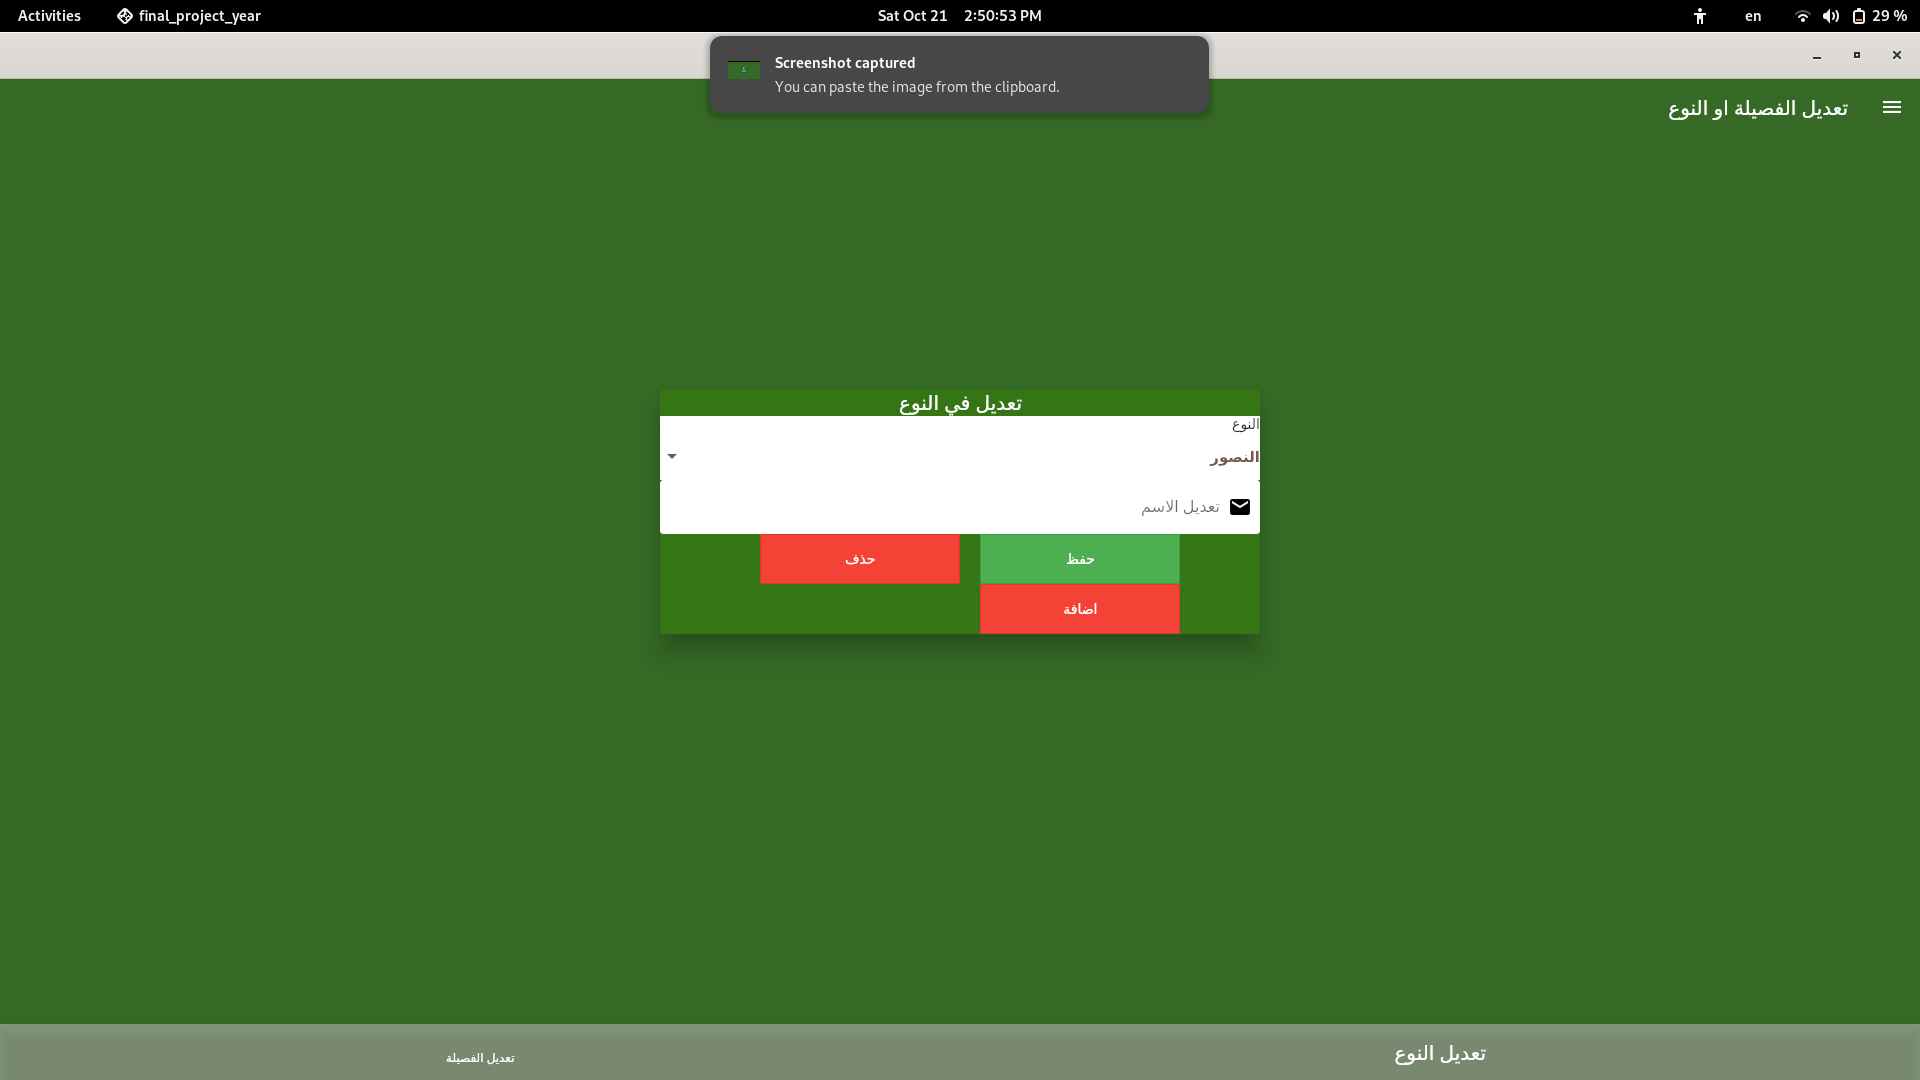 Activities final_project_year Sat Oct 21 2:50:53 PM en 29 %
Screenshot captured
You can paste the image from the clipboard.
تعديل الفصيلة او النوع
تعديل في النوع
النوع
النصور
تعديل الاسم
حفظ حذف
اضافة
تعديل النوع تعديل الفصيلة